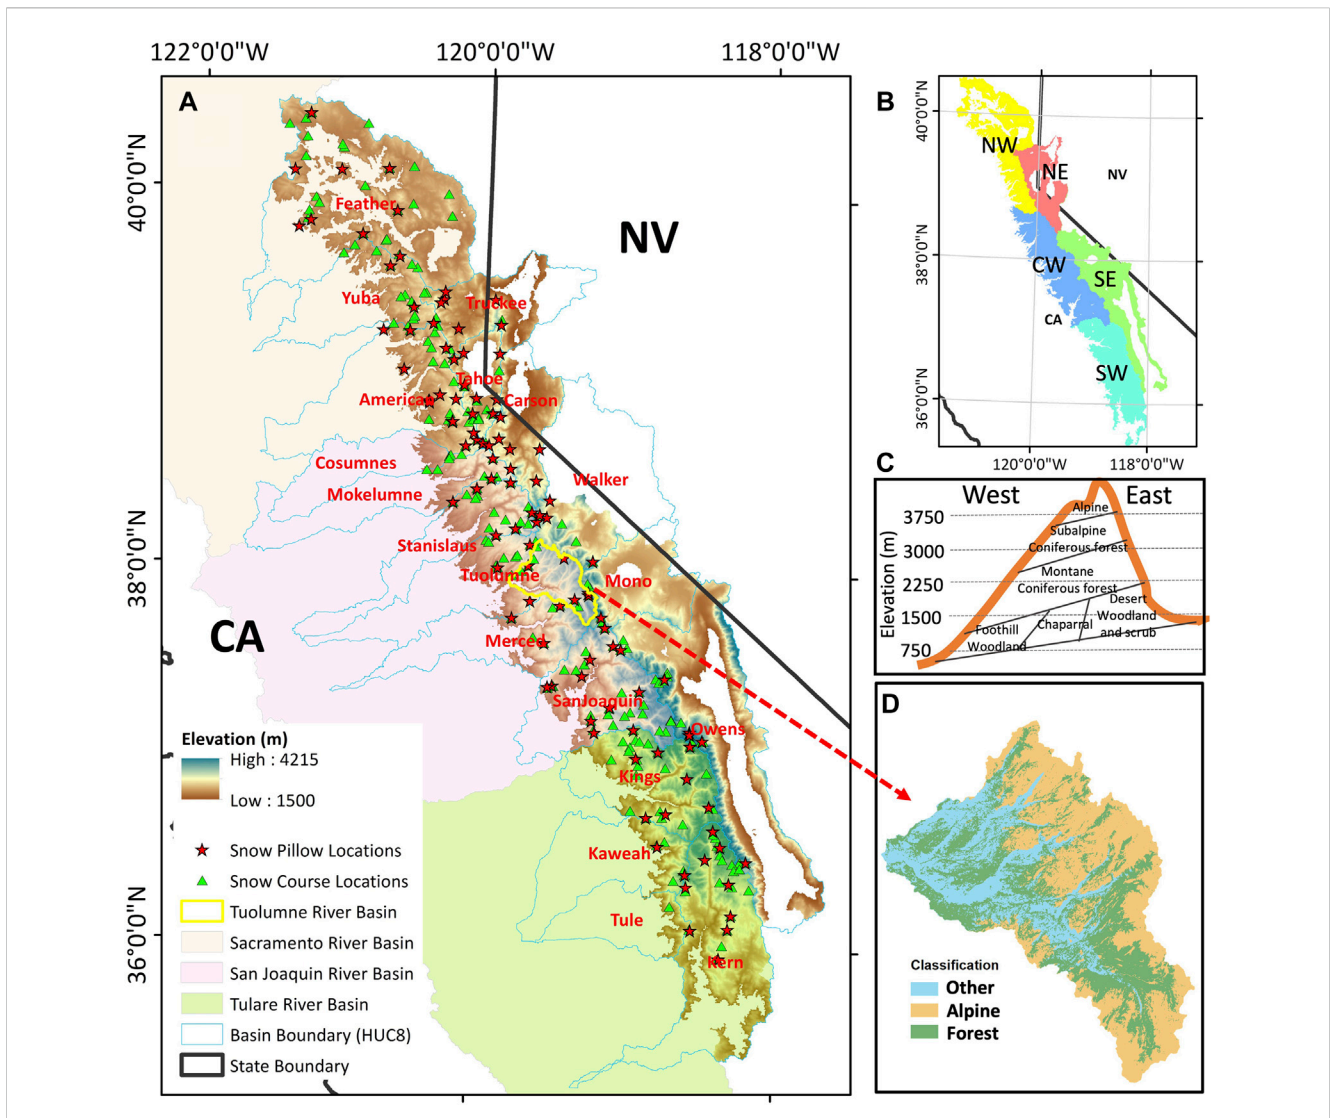 122°0'0"W
120°0'0"W
118°0'0"W
A
40°0'0"N
38°0'0"N
36°0'0"N
NV
CA
Feather
Yuba
Truckee
Tahoe
American
Carson
Cosumnes
Walker
Mokelumne
Stanislaus
Tuolumne
Mono
Merced
SanJoaquin
Owens
Kings
Kaweah
Tule
Kern
Elevation (m)
High : 4215
Low : 1500
Snow Pillow Locations
Snow Course Locations
Tuolumne River Basin
Sacramento River Basin
San Joaquin River Basin
Tulare River Basin
Basin Boundary (HUC8)
State Boundary
B
40°0'0"N
38°0'0"N
36°0'0"N
NW
NE
NV
CW
SE
CA
SW
120°0'0"W
118°0'0"W
C
West
East
Elevation (m)
3750
3000
2250
1500
750
Alpine
Subalpine
Coniferous forest
Montane
Coniferous forest
Desert
Woodland
and scrub
Chaparral
Foothill
Woodland
D
Classification
Other
Alpine
Forest